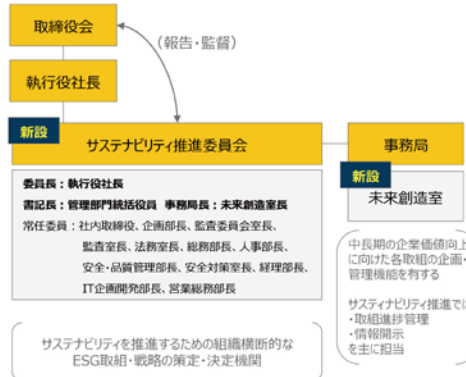 取締役会
(報告・監督)
執行役社長
新設
サステナビリティ推進委員会
事務局
委員長：執行役社長
書記長：管理部門統括役員 事務局長：未来創造室長
常任委員：社内取締役、企画部長、監査委員会室長、
監査室長、法務室長、総務部長、人事部長、
安全・品質管理部長、安全対策室長、経理部長、
IT企画開発部長、営業総務部長
新設
未来創造室
中長期の企業価値向上
に向けた各取組の企画・
管理機能を有する
サスティナビリティ推進では
・取組進捗管理
・情報開示
を主に担当
サステナビリティを推進するための組織横断的な
ESG取組・戦略の策定・決定機関